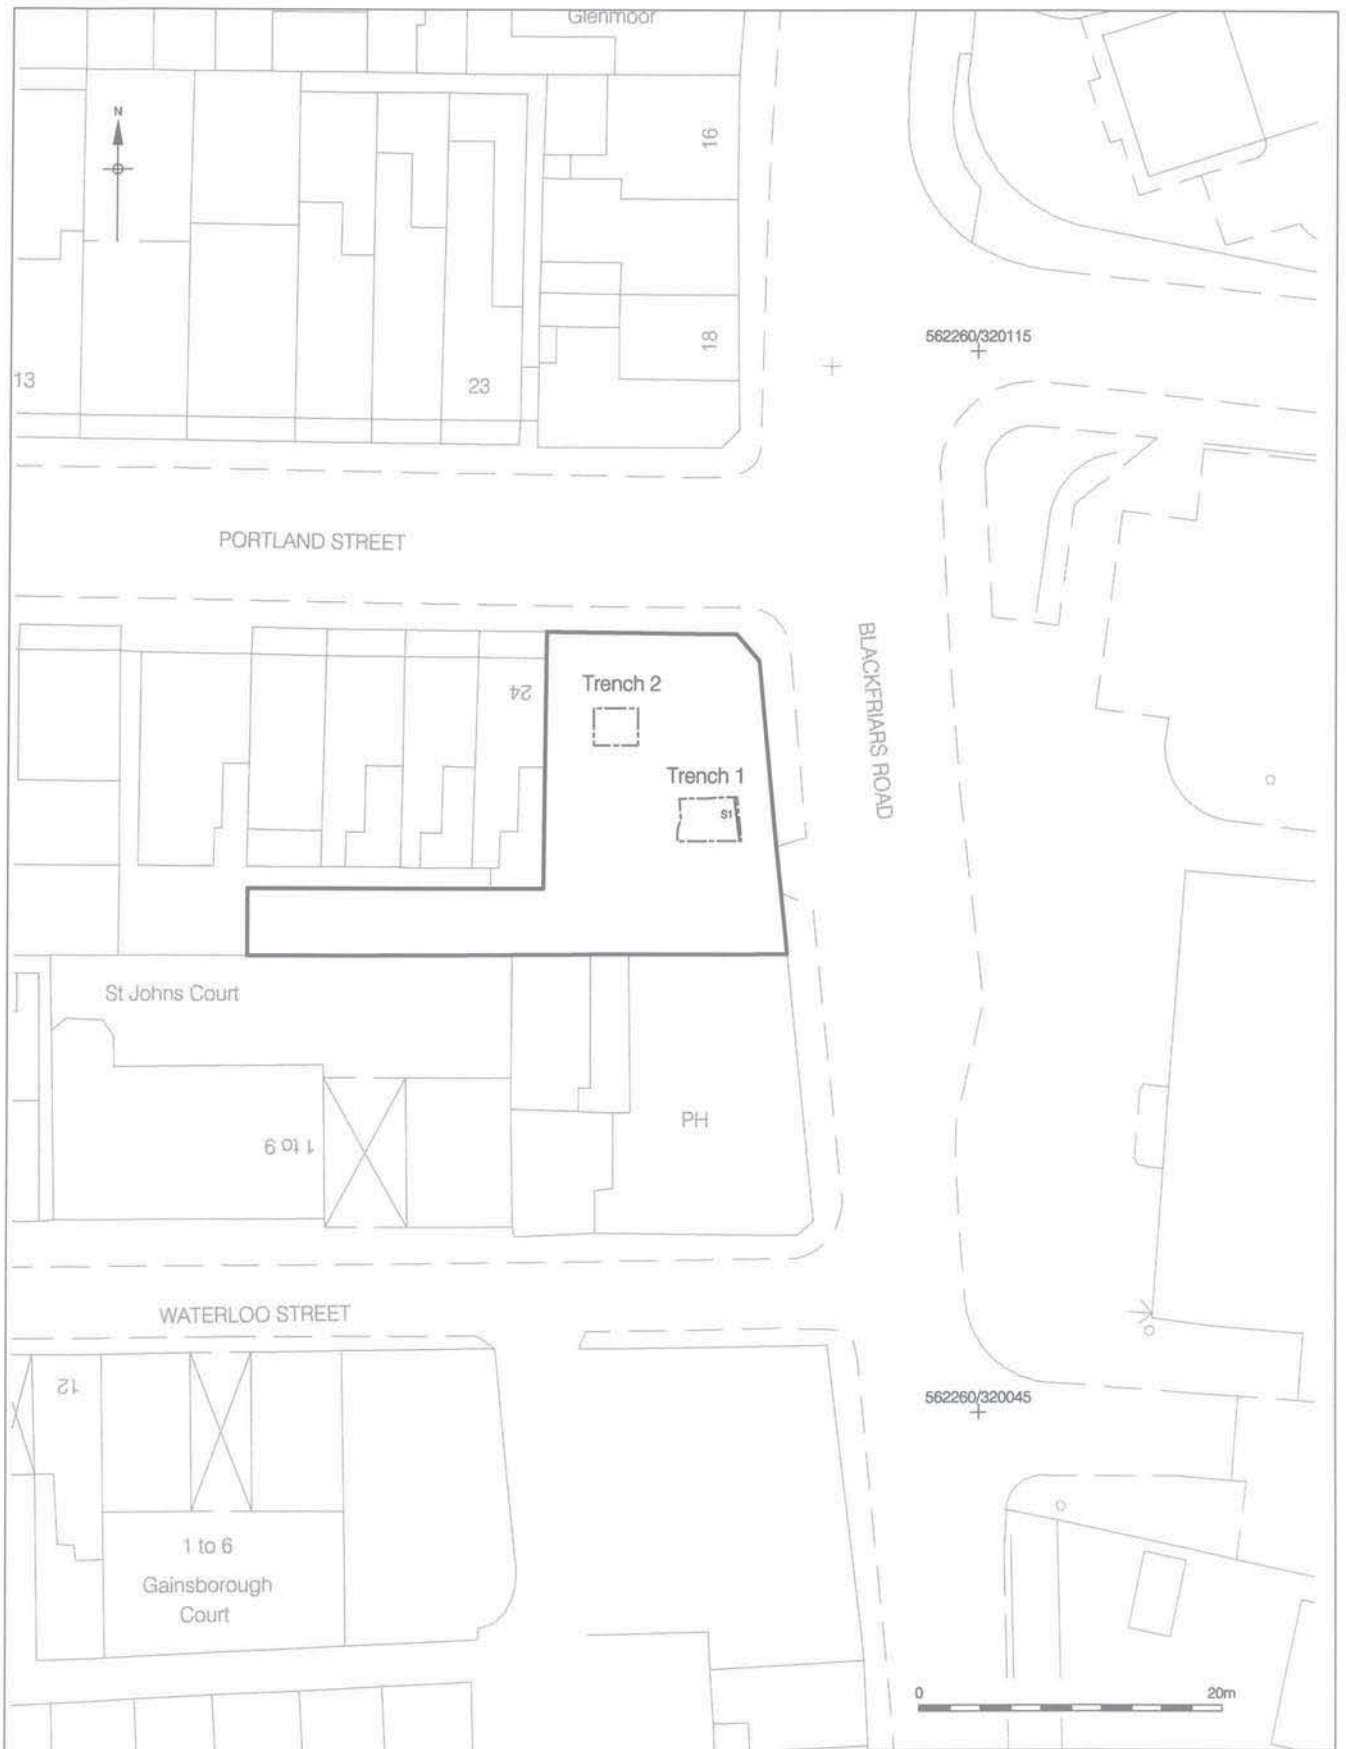 Glenmoor
N
16
562260/320115
18
13
23
PORTLAND STREET
BLACKFRIARS ROAD
24
Trench 2
Trench 1
S1
St Johns Court
PH
1 to 9
WATERLOO STREET
12
562260/320045
1 to 6
Gainsborough
Court
0 20m